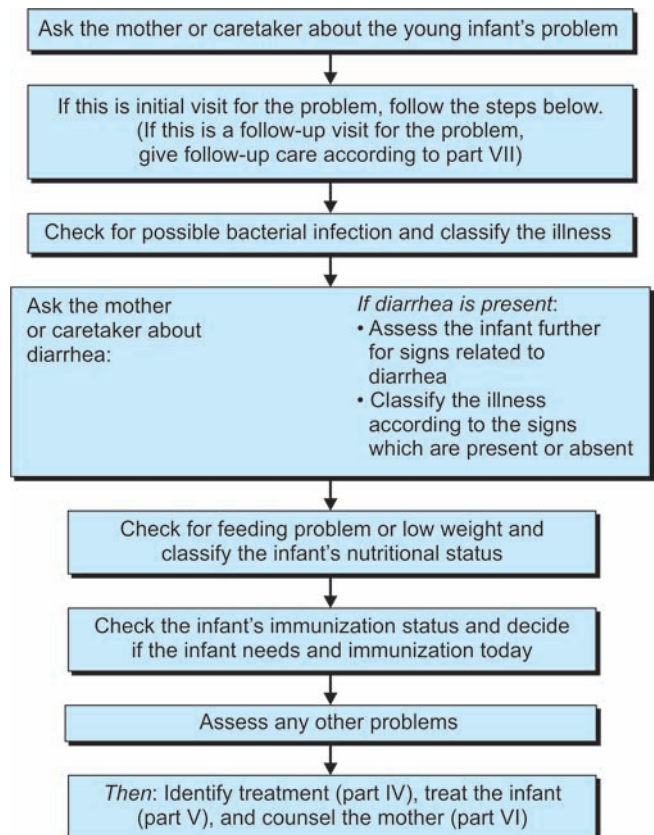 Ask the mother or caretaker about the young infant's problem
If this is initial visit for the problem, follow the steps below.
(If this is a follow-up visit for the problem,
give follow-up care according to part VII)
Check for possible bacterial infection and classify the illness
Ask the mother
or caretaker about
diarrhea:
If diarrhea is present:
• Assess the infant further
for signs related to
diarrhea
• Classify the illness
according to the signs
which are present or absent
Check for feeding problem or low weight and
classify the infant's nutritional status
Check the infant's immunization status and decide
if the infant needs and immunization today
Assess any other problems
Then: Identify treatment (part IV), treat the infant
(part V), and counsel the mother (part VI)